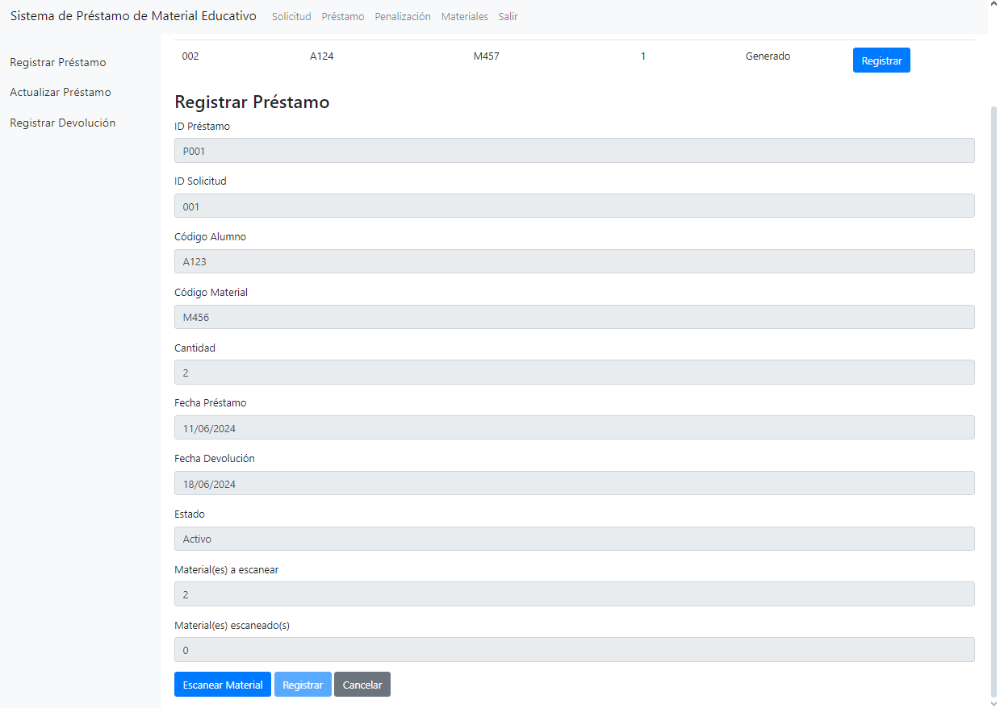 Sistema de Préstamo de Material Educativo Solicitud Préstamo Penalización Materiales Salir
Registrar Préstamo
Actualizar Préstamo
Registrar Devolución
002 A124 M457 1 Generado Registrar
Registrar Préstamo
ID Préstamo
P001
ID Solicitud
001
Código Alumno
A123
Código Material
M456
Cantidad
2
Fecha Préstamo
11/06/2024
Fecha Devolución
18/06/2024
Estado
Activo
Material(es) a escanear
2
Material(es) escaneado(s)
0
Escanear Material Registrar Cancelar